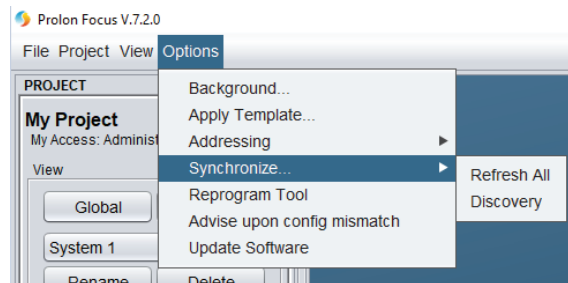 Prolon Focus V.7.2.0
File Project View Options
PROJECT
My Project
My Access: Administ
View
Global
System 1
Rename Delete
Background...
Apply Template...
Addressing
Synchronize...
Reprogram Tool
Advise upon config mismatch
Update Software
Refresh All
Discovery